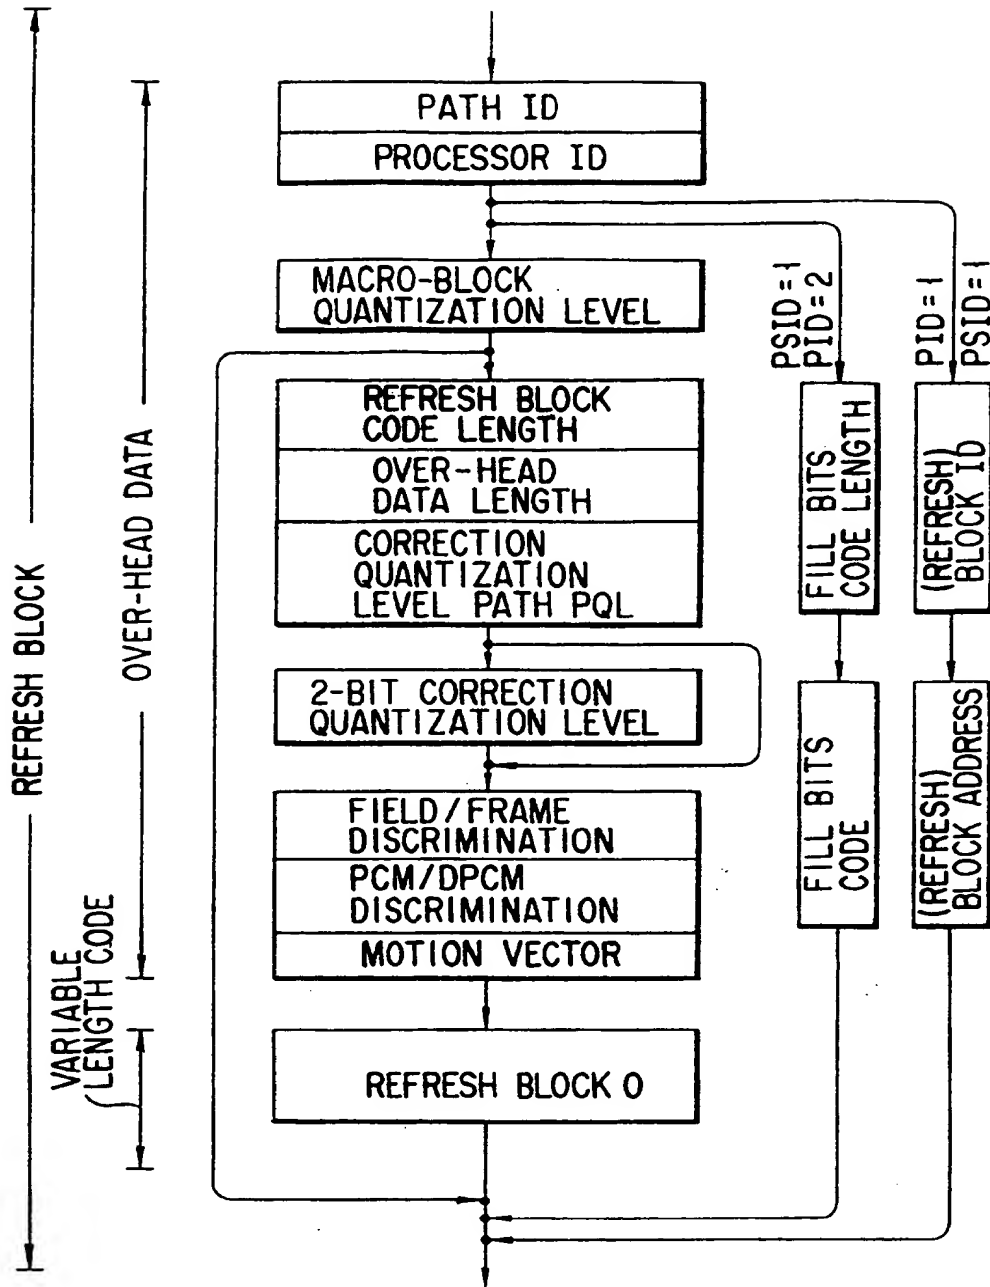 PATH ID
PROCESSOR ID
MACRO-BLOCK
QUANTIZATION LEVEL
REFRESH BLOCK
CODE LENGTH
OVER-HEAD
DATA LENGTH
CORRECTION
QUANTIZATION
LEVEL PATH PQL
2-BIT CORRECTION
QUANTIZATION LEVEL
FIELD/FRAME
DISCRIMINATION
PCM/DPCM
DISCRIMINATION
MOTION VECTOR
REFRESH BLOCK 0
REFRESH BLOCK
OVER-HEAD DATA
VARIABLE
LENGTH CODE
PSID=1
PID=2
FILL BITS
CODE LENGTH
FILL BITS
CODE
PID=1
PSID=1
(REFRESH)
BLOCK ID
(REFRESH)
BLOCK ADDRESS